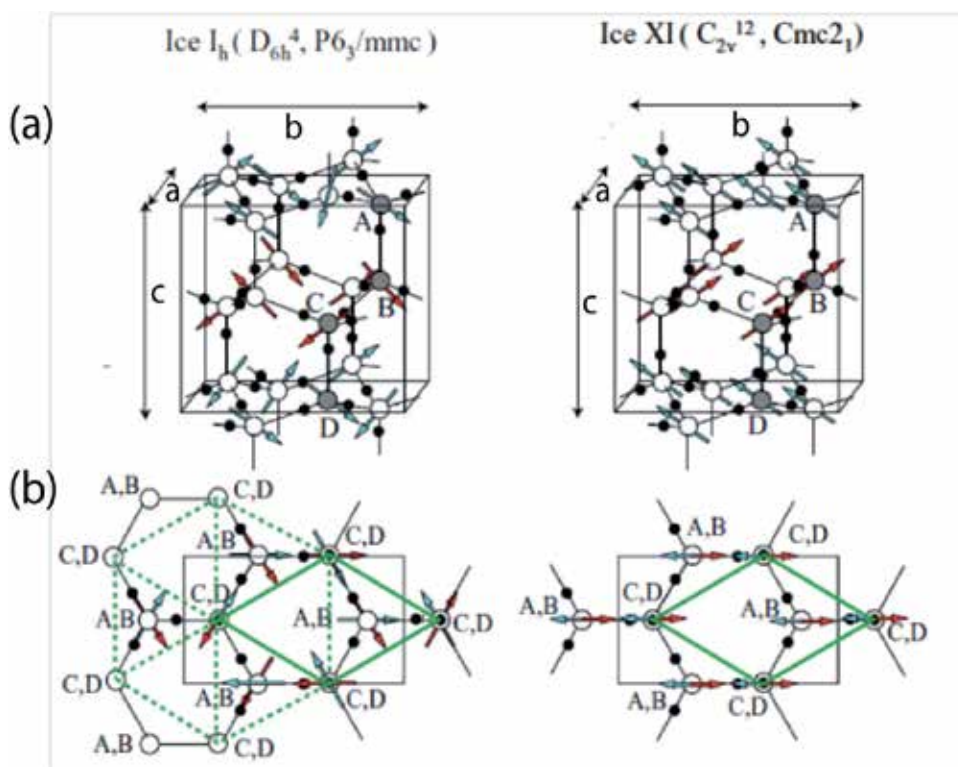 Ice Iₕ ( D₆ₕ⁴, P6₃/mmc )
Ice XI ( C₂ᵥ¹², Cmc2₁)
(a)
b
b
a
a
A
A
c
C
B
c
C
B
D
D
(b)
A,B
C,D
A,B
C,D
A,B
C,D
C,D
C,D
C,D
A,B
A,B
C,D
A,B
A,B
C,D
C,D
A,B
C,D
A,B
C,D
A,B
C,D
A,B
C,D